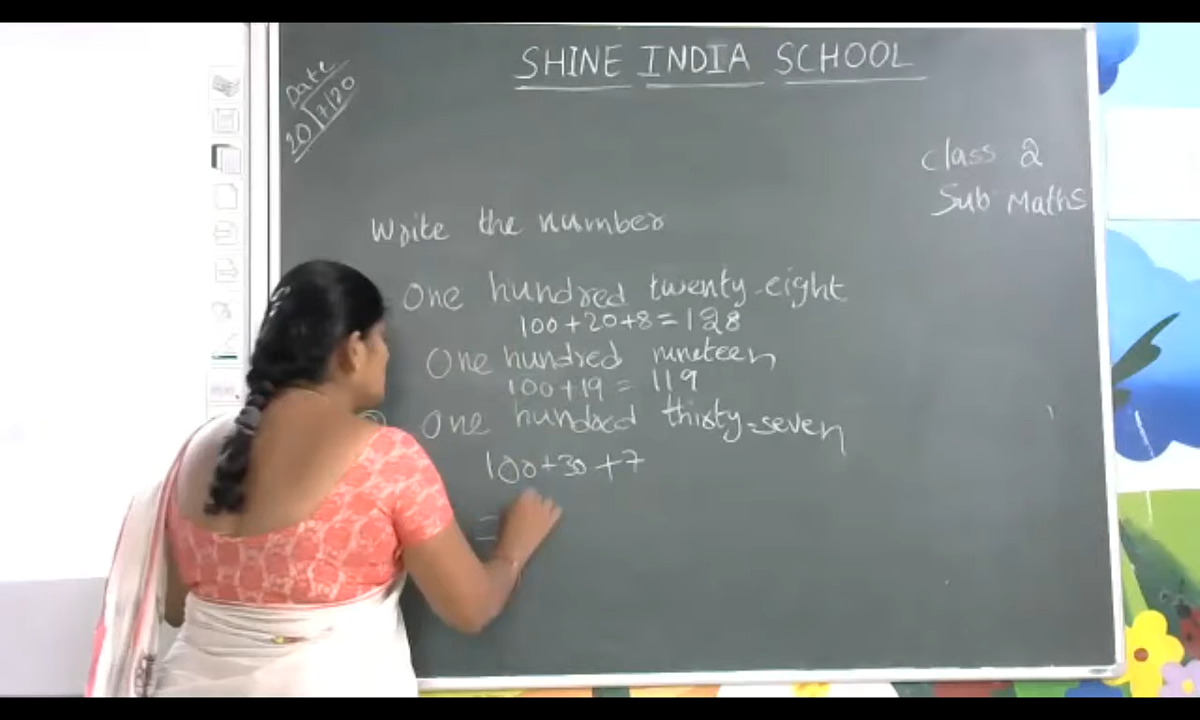 SHINE INDIA SCHOOL
Date
20/7/20
Class 2
Sub Maths
Write the number
One hundred twenty-eight
100+20+8=128
One hundred nineteen
100+19 = 119
One hundred thirty-seven
100+30+7
=